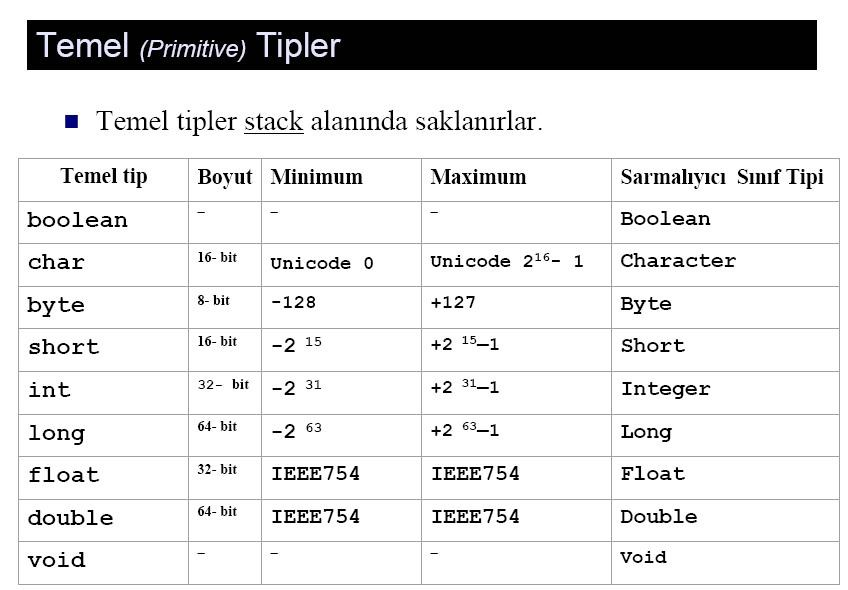 Temel (Primitive) Tipler
Temel tipler stack alanında saklanırlar.
Temel tip Boyut Minimum Maximum Sarmalıyıcı Sınıf Tipi
boolean – – – Boolean
char 16- bit Unicode 0 Unicode 2¹⁶- 1 Character
byte 8- bit -128 +127 Byte
short 16- bit -2 ¹⁵ +2 ¹⁵–1 Short
int 32- bit -2 ³¹ +2 ³¹–1 Integer
long 64- bit -2 ⁶³ +2 ⁶³–1 Long
float 32- bit IEEE754 IEEE754 Float
double 64- bit IEEE754 IEEE754 Double
void – – – Void